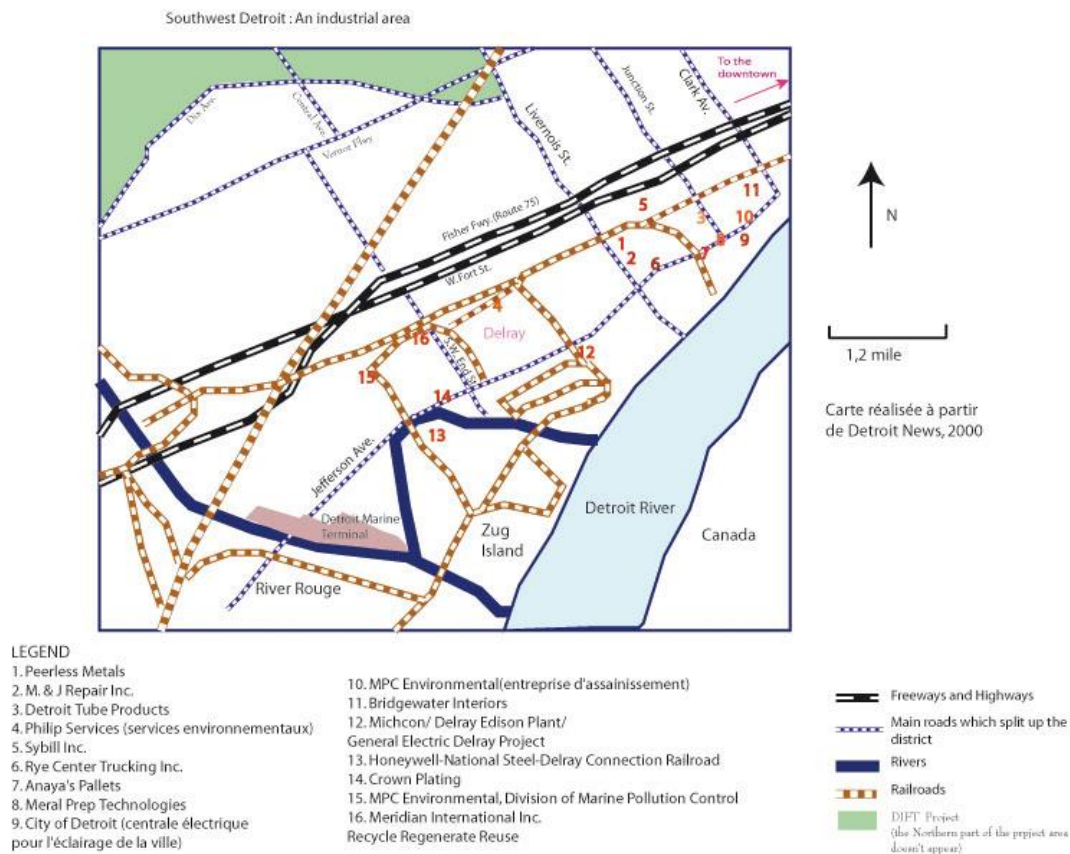 Southwest Detroit : An industrial area
To the
downtown
Dix Ave.
Central Ave.
Vernor Hwy
Livernois St.
Junction St.
Clark Av.
Fisher Fwy. (Route 75)
W. Fort St.
S.W. End St.
Jefferson Ave.
Delray
1
2
3
4
5
6
7
8
9
10
11
12
13
14
15
16
Detroit Marine
Terminal
River Rouge
Zug
Island
Detroit River
Canada
N
1,2 mile
Carte réalisée à partir
de Detroit News, 2000
LEGEND
1. Peerless Metals
2. M. & J Repair Inc.
3. Detroit Tube Products
4. Philip Services (services environnementaux)
5. Sybill Inc.
6. Rye Center Trucking Inc.
7. Anaya's Pallets
8. Meral Prep Technologies
9. City of Detroit (centrale électrique
pour l'éclairage de la ville)
10. MPC Environmental(entreprise d'assainissement)
11. Bridgewater Interiors
12. Michcon/ Delray Edison Plant/
General Electric Delray Project
13. Honeywell-National Steel-Delray Connection Railroad
14. Crown Plating
15. MPC Environmental, Division of Marine Pollution Control
16. Meridian International Inc.
Recycle Regenerate Reuse
Freeways and Highways
Main roads which split up the
district
Rivers
Railroads
DIFT Project
(the Northern part of the prpject area
doesn't appear)